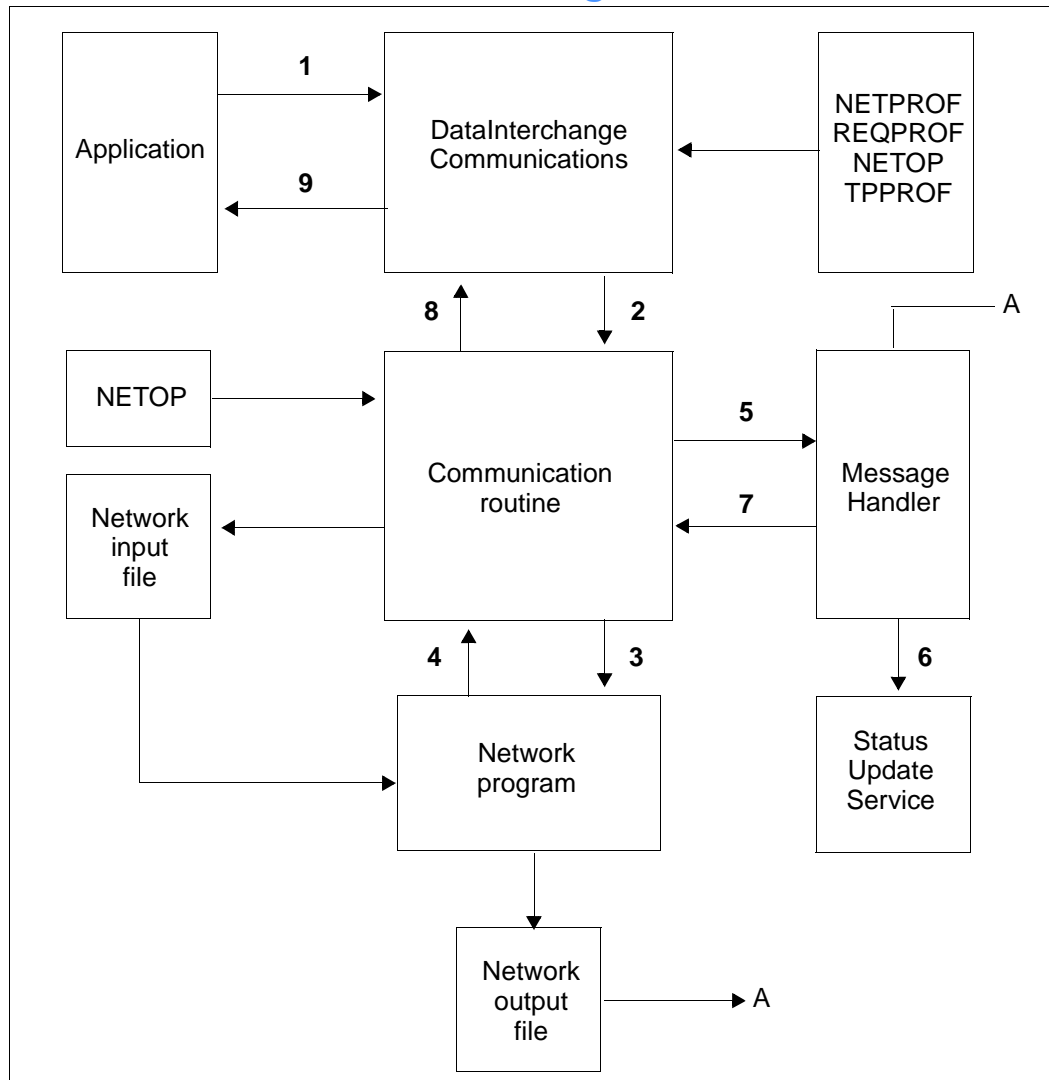 1
Application
DataInterchange
Communications
NETPROF
REQPROF
NETOP
TPPROF
9
8
2
A
NETOP
5
Communication
routine
Message
Handler
7
Network
input
file
4
3
6
Network
program
Status
Update
Service
Network
output
file
A